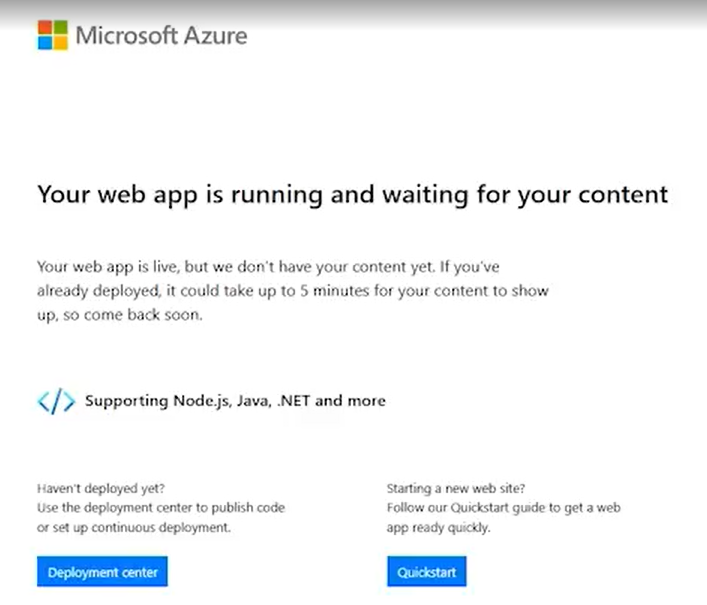 Microsoft Azure
Your web app is running and waiting for your content
Your web app is live, but we don't have your content yet. If you've
already deployed, it could take up to 5 minutes for your content to show
up, so come back soon.
</> Supporting Node.js, Java, .NET and more
Haven't deployed yet?
Use the deployment center to publish code
or set up continuous deployment.
Deployment center
Starting a new web site?
Follow our Quickstart guide to get a web
app ready quickly.
Quickstart